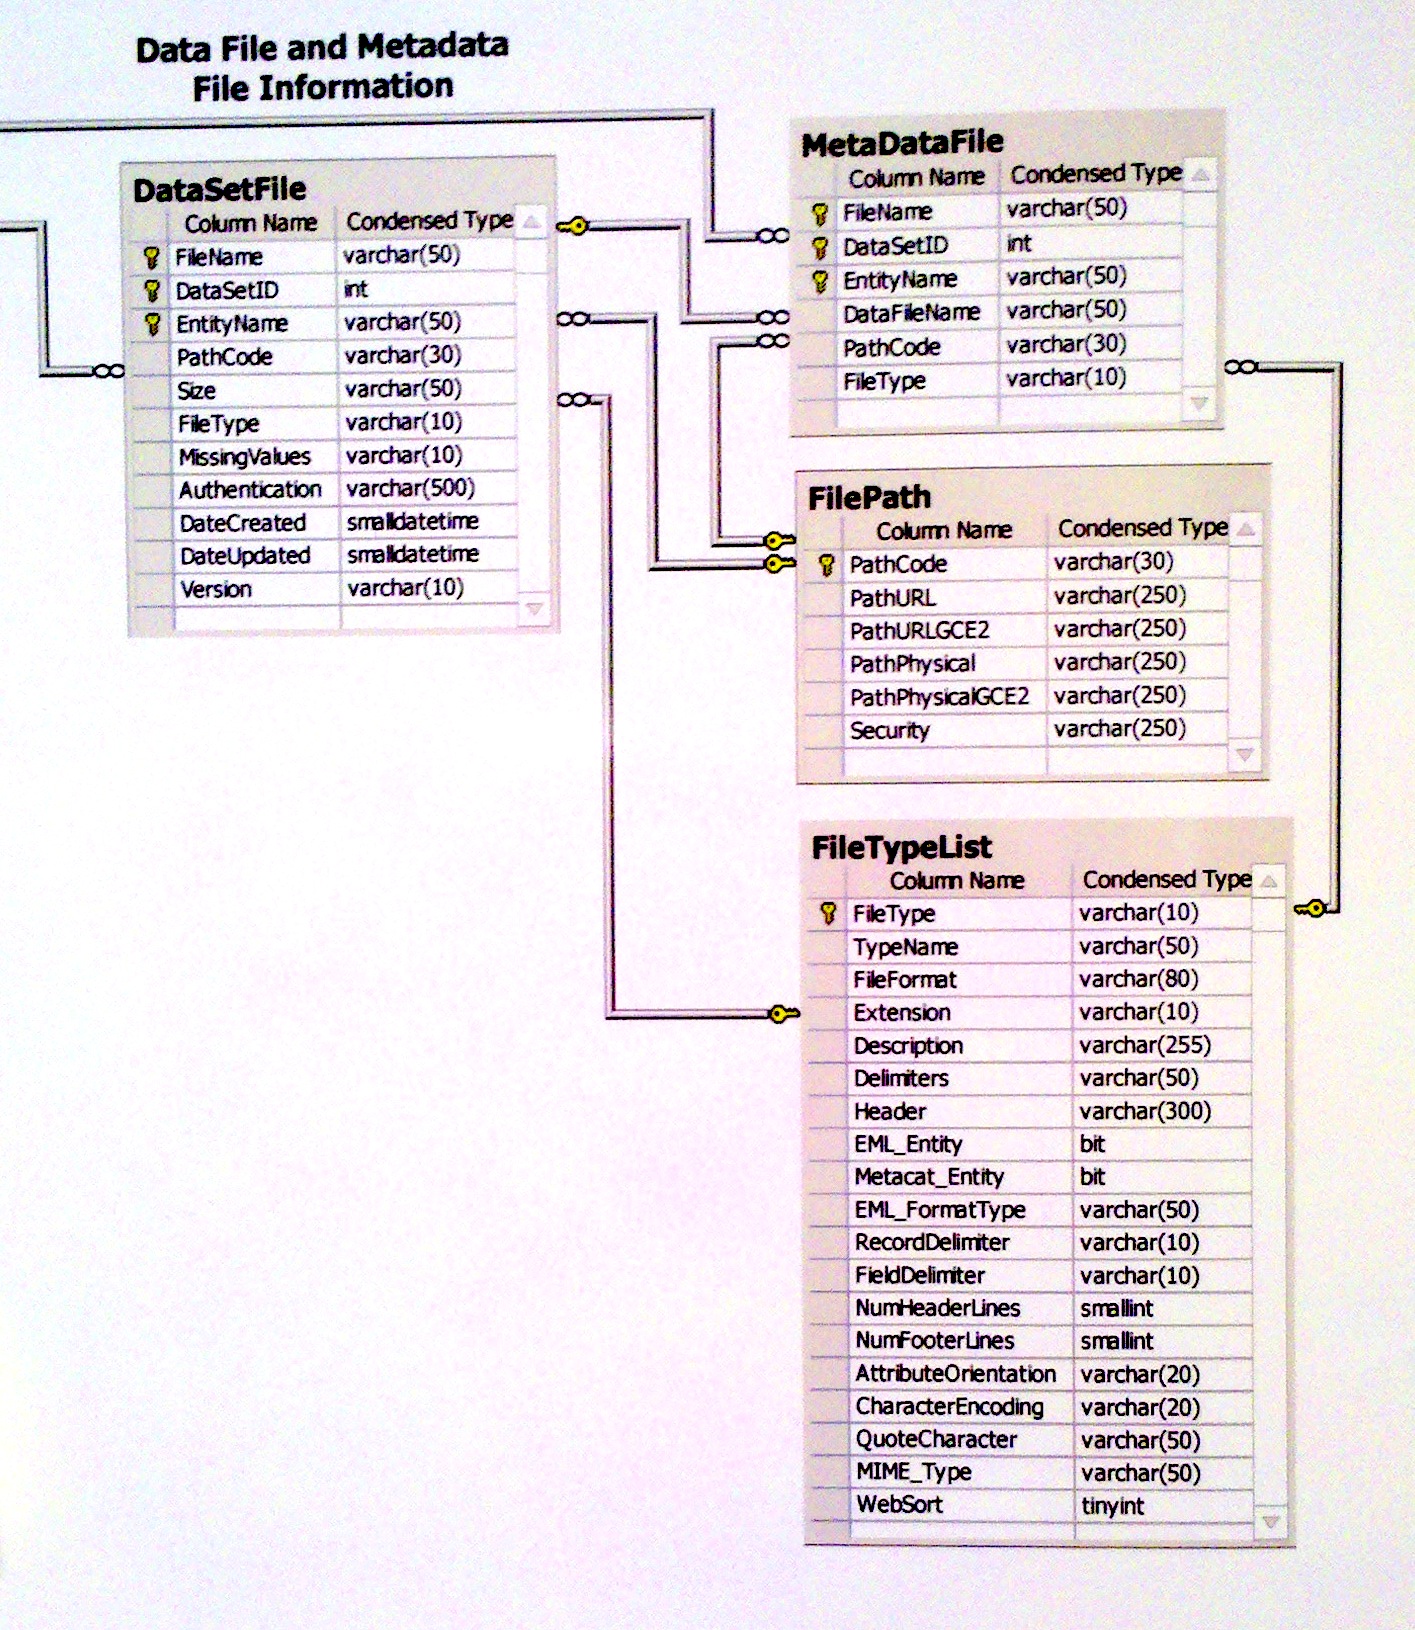 Data File and Metadata
File Information
DataSetFile
Column Name Condensed Type
FileName varchar(50)
DataSetID int
EntityName varchar(50)
PathCode varchar(30)
Size varchar(50)
FileType varchar(10)
MissingValues varchar(10)
Authentication varchar(500)
DateCreated smalldatetime
DateUpdated smalldatetime
Version varchar(10)
MetaDataFile
Column Name Condensed Type
FileName varchar(50)
DataSetID int
EntityName varchar(50)
DataFileName varchar(50)
PathCode varchar(30)
FileType varchar(10)
FilePath
Column Name Condensed Type
PathCode varchar(30)
PathURL varchar(250)
PathURLGCE2 varchar(250)
PathPhysical varchar(250)
PathPhysicalGCE2 varchar(250)
Security varchar(250)
FileTypeList
Column Name Condensed Type
FileType varchar(10)
TypeName varchar(50)
FileFormat varchar(80)
Extension varchar(10)
Description varchar(255)
Delimiters varchar(50)
Header varchar(300)
EML_Entity bit
Metacat_Entity bit
EML_FormatType varchar(50)
RecordDelimiter varchar(10)
FieldDelimiter varchar(10)
NumHeaderLines smallint
NumFooterLines smallint
AttributeOrientation varchar(20)
CharacterEncoding varchar(20)
QuoteCharacter varchar(50)
MIME_Type varchar(50)
WebSort tinyint